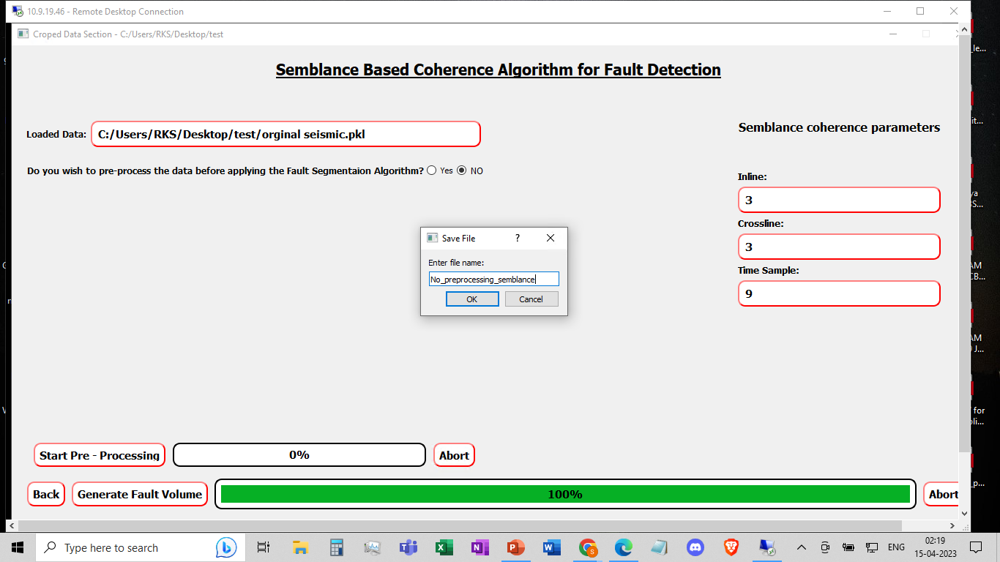 10.9.19.46 - Remote Desktop Connection
Croped Data Section - C:/Users/RKS/Desktop/test
Semblance Based Coherence Algorithm for Fault Detection
Loaded Data: C:/Users/RKS/Desktop/test/orginal seismic.pkl
Semblance coherence parameters
Do you wish to pre-process the data before applying the Fault Segmentaion Algorithm? Yes NO
Inline:
3
Crossline:
3
Time Sample:
9
Save File ?
Enter file name:
No_preprocessing_semblance
OK Cancel
Start Pre - Processing 0% Abort
Back Generate Fault Volume 100% Abort
Type here to search
ENG
02:19
15-04-2023